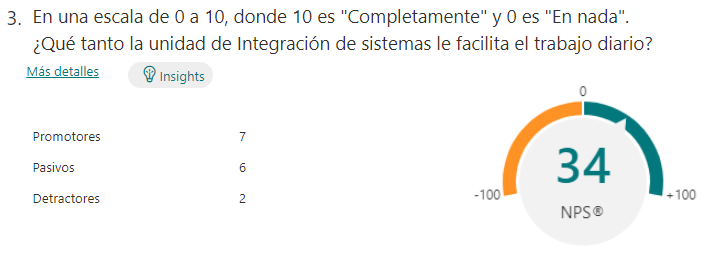 3. En una escala de 0 a 10, donde 10 es "Completamente" y 0 es "En nada".
¿Qué tanto la unidad de Integración de sistemas le facilita el trabajo diario?
Más detalles
Insights
Promotores 7
Pasivos 6
Detractores 2
0
-100
+100
34
NPS®